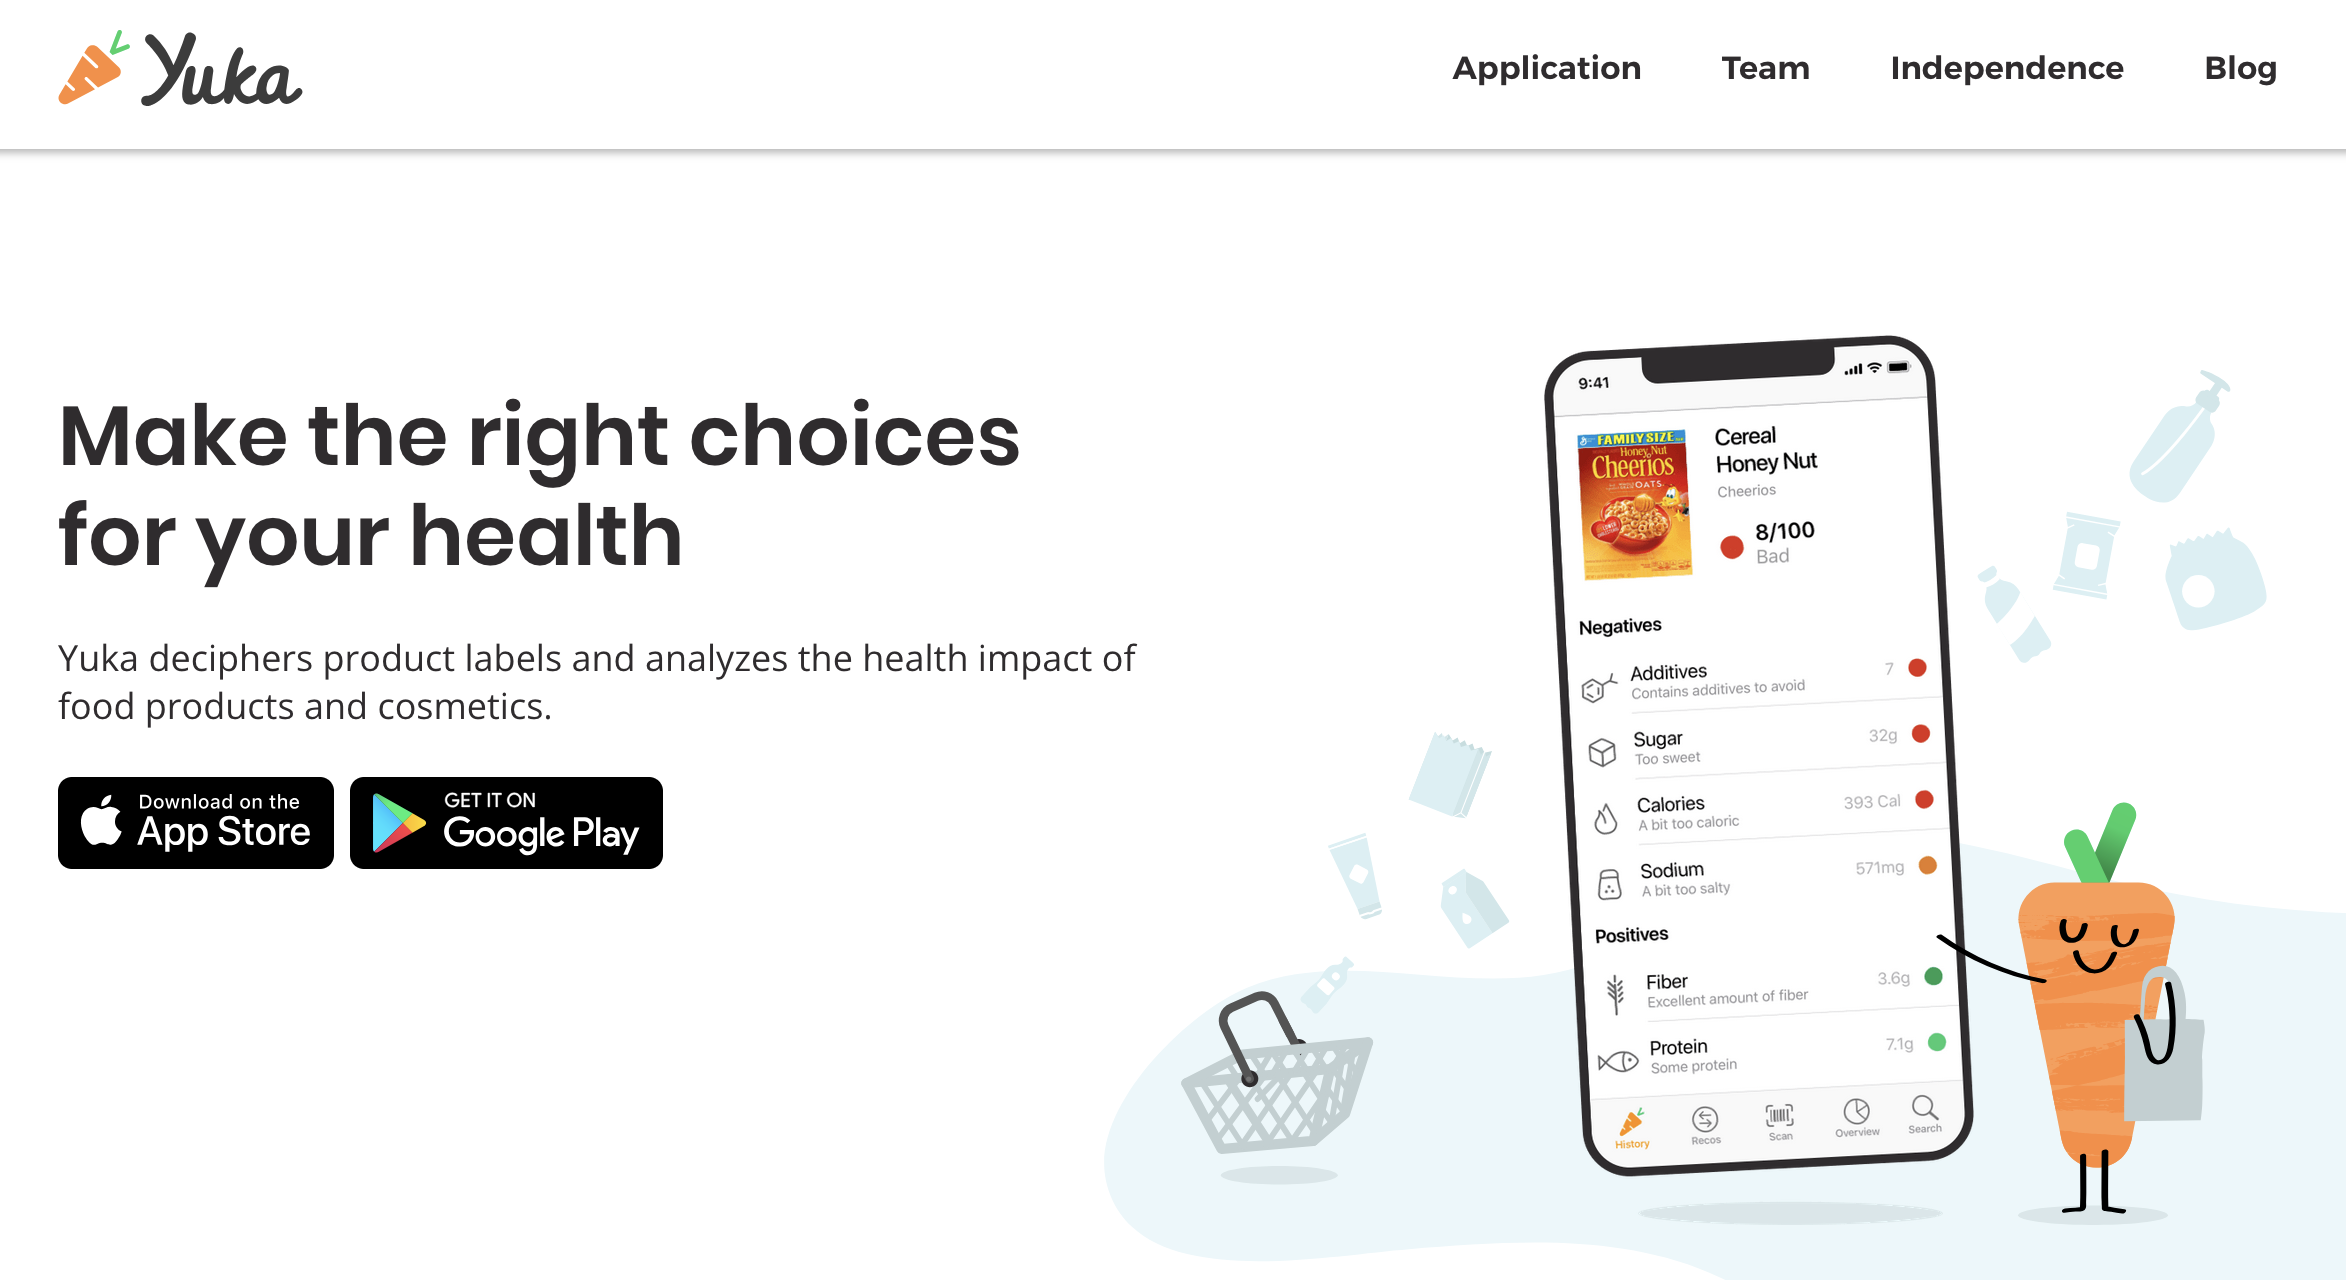 Yuka
Application
Team
Independence
Blog
Make the right choices
for your health
Yuka deciphers product labels and analyzes the health impact of
food products and cosmetics.
Download on the
App Store
GET IT ON
Google Play
9:41
FAMILY SIZE
Honey Nut
Cheerios
OATS
Cereal
Honey Nut
Cheerios
8/100
Bad
Negatives
Additives
7
Contains additives to avoid
Sugar
32g
Too sweet
Calories
393 Cal
A bit too caloric
Sodium
571mg
A bit too salty
Positives
Fiber
3.6g
Excellent amount of fiber
Protein
7.1g
Some protein
History
Recos
Scan
Overview
Search